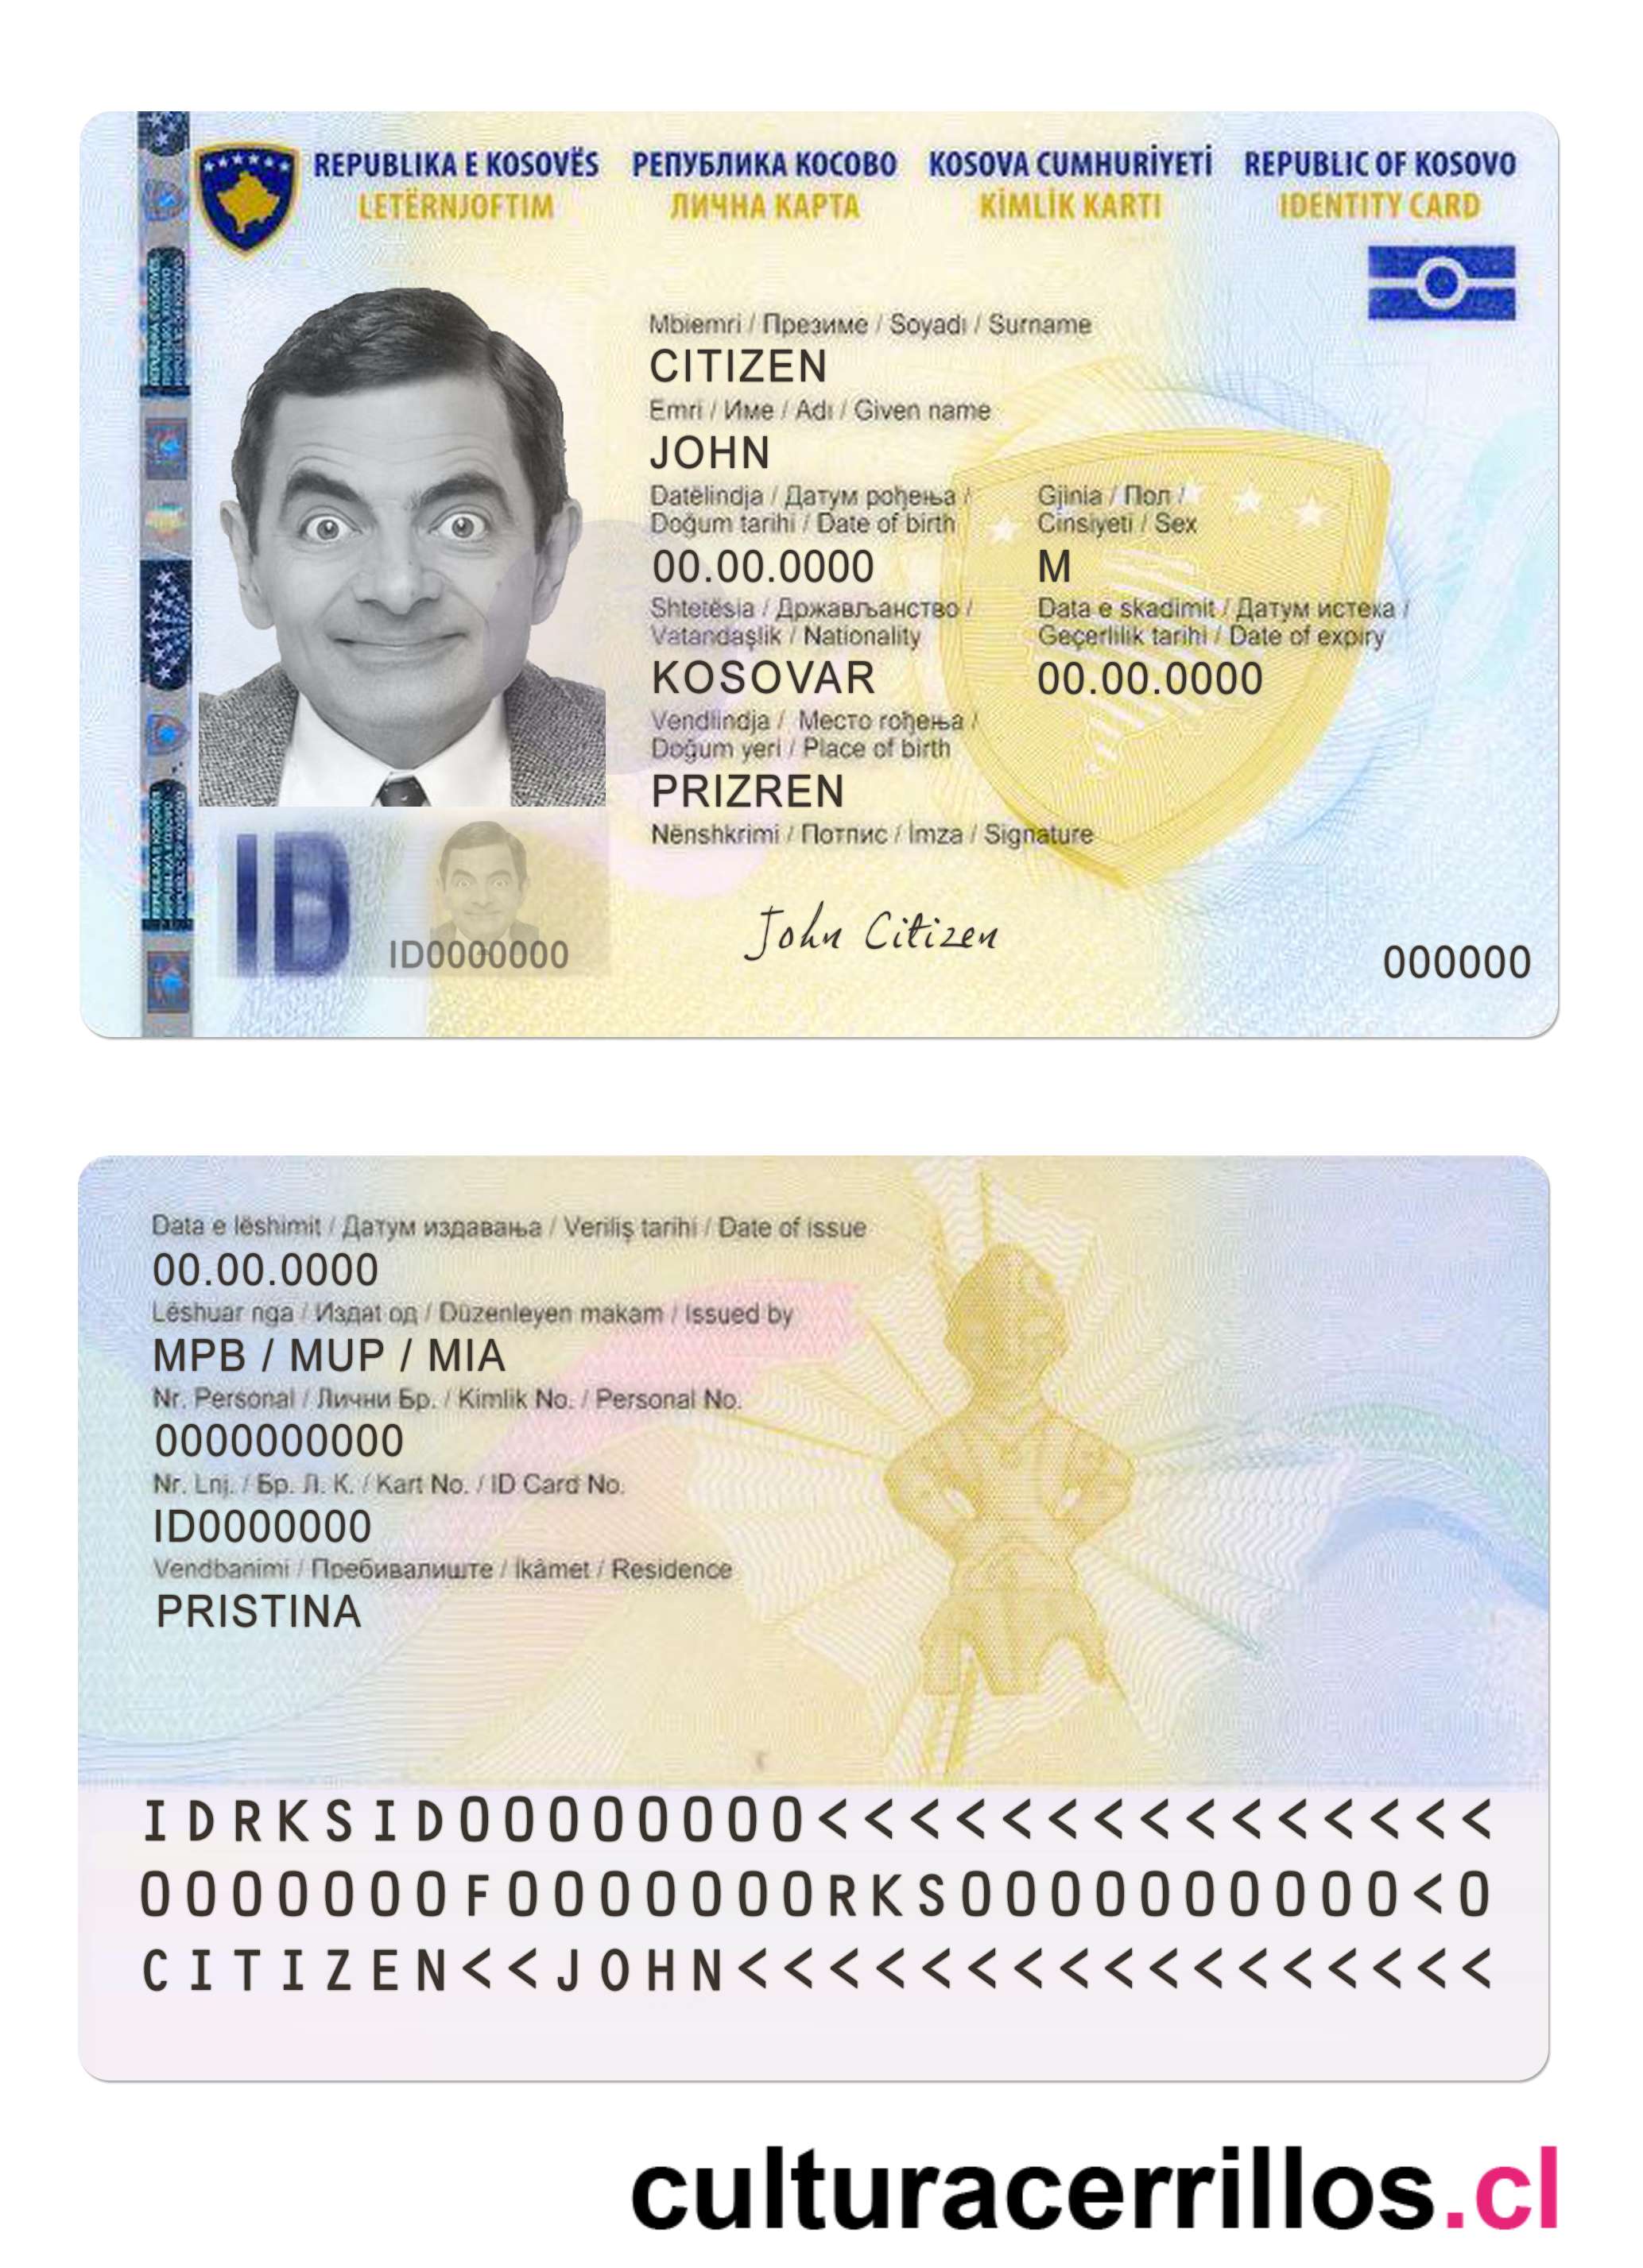 REPUBLIKA E KOSOVËS РЕПУБЛИКА КОСОВО KOSOVA CUMHURİYETİ REPUBLIC OF KOSOVO
LETËRNJOFTIM ЛИЧНА КАРТА KİMLİK KARTI IDENTITY CARD
Mbiemri / Презиме / Soyadı / Surname
CITIZEN
Emri / Име / Adı / Given name
JOHN
Datëlindja / Датум рођења / Gjinia / Пол /
Doğum tarihi / Date of birth Cinsiyeti / Sex
00.00.0000 M
Shtetësia / Држављанство / Data e skadimit / Датум истека /
Vatandaşlik / Nationality Geçerlilik tarihi / Date of expiry
KOSOVAR 00.00.0000
Vendlindja / Место рођења /
Doğum yeri / Place of birth
PRIZREN
Nënshkrimi / Потпис / İmza / Signature
John Citizen
ID
ID0000000
000000
Data e lëshimit / Датум издавања / Veriliş tarihi / Date of issue
00.00.0000
Lëshuar nga / Издат од / Düzenleyen makam / Issued by
MPB / MUP / MIA
Nr. Personal / Лични Бр. / Kimlik No. / Personal No.
0000000000
Nr. Lnj. / Бр. Л. К. / Kart No. / ID Card No.
ID0000000
Vendbanimi / Пребивалиште / İkâmet / Residence
PRISTINA
IDRKSID00000000<<<<<<<<<<<<<<<
0000000F0000000RKS0000000000<0
CITIZEN<<JOHN<<<<<<<<<<<<<<<<<
culturacerrillos.cl